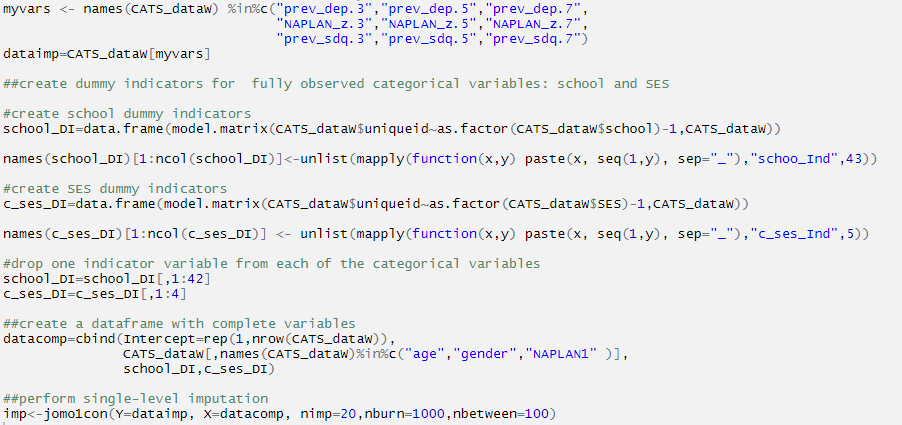 myvars <- names(CATS_dataW) %in%c("prev_dep.3","prev_dep.5","prev_dep.7",
"NAPLAN_z.3","NAPLAN_z.5","NAPLAN_z.7",
"prev_sdq.3","prev_sdq.5","prev_sdq.7")
dataimp=CATS_dataW[myvars]
##create dummy indicators for  fully observed categorical variables: school and SES
#create school dummy indicators
school_DI=data.frame(model.matrix(CATS_dataW$uniqueid~as.factor(CATS_dataW$school)-1,CATS_dataW))
names(school_DI)[1:ncol(school_DI)]<-unlist(mapply(function(x,y) paste(x, seq(1,y), sep="_"),"schoo_Ind",43))
#create SES dummy indicators
c_ses_DI=data.frame(model.matrix(CATS_dataW$uniqueid~as.factor(CATS_dataW$SES)-1,CATS_dataW))
names(c_ses_DI)[1:ncol(c_ses_DI)] <- unlist(mapply(function(x,y) paste(x, seq(1,y), sep="_"),"c_ses_Ind",5))
#drop one indicator variable from each of the categorical variables
school_DI=school_DI[,1:42]
c_ses_DI=c_ses_DI[,1:4]
##create a dataframe with complete variables
datacomp=cbind(Intercept=rep(1,nrow(CATS_dataW)),
CATS_dataW[,names(CATS_dataW)%in%c("age","gender","NAPLAN1" )],
school_DI,c_ses_DI)
##perform single-level imputation
imp<-jomo1con(Y=dataimp, X=datacomp, nimp=20,nburn=1000,nbetween=100)